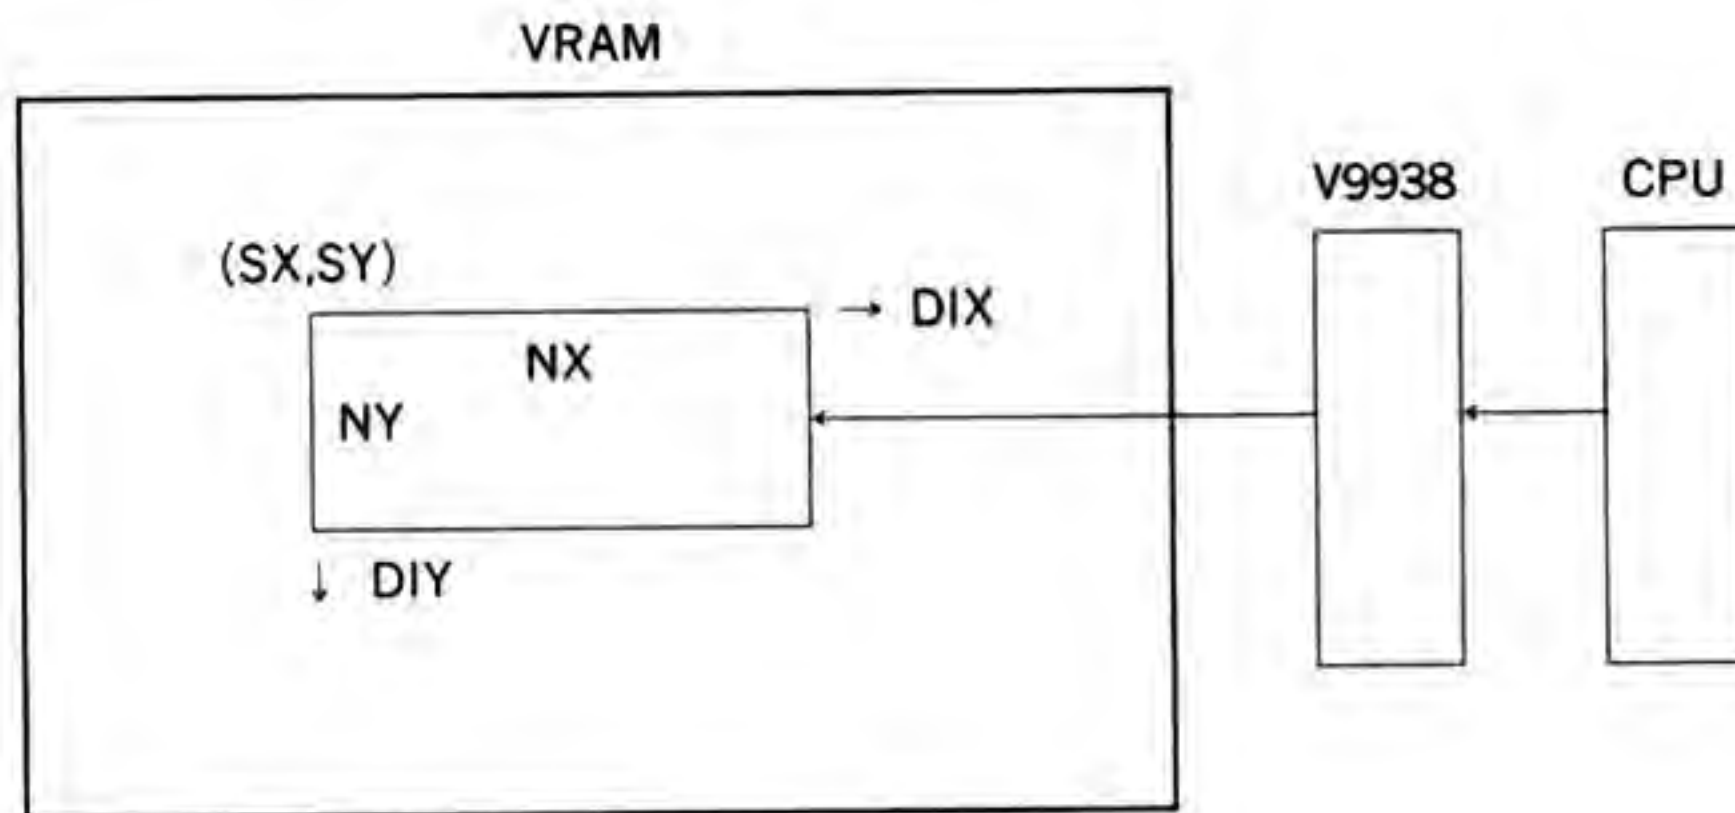 VRAM
V9938
CPU
(SX,SY)
→ DIX
NX
NY
↓ DIY